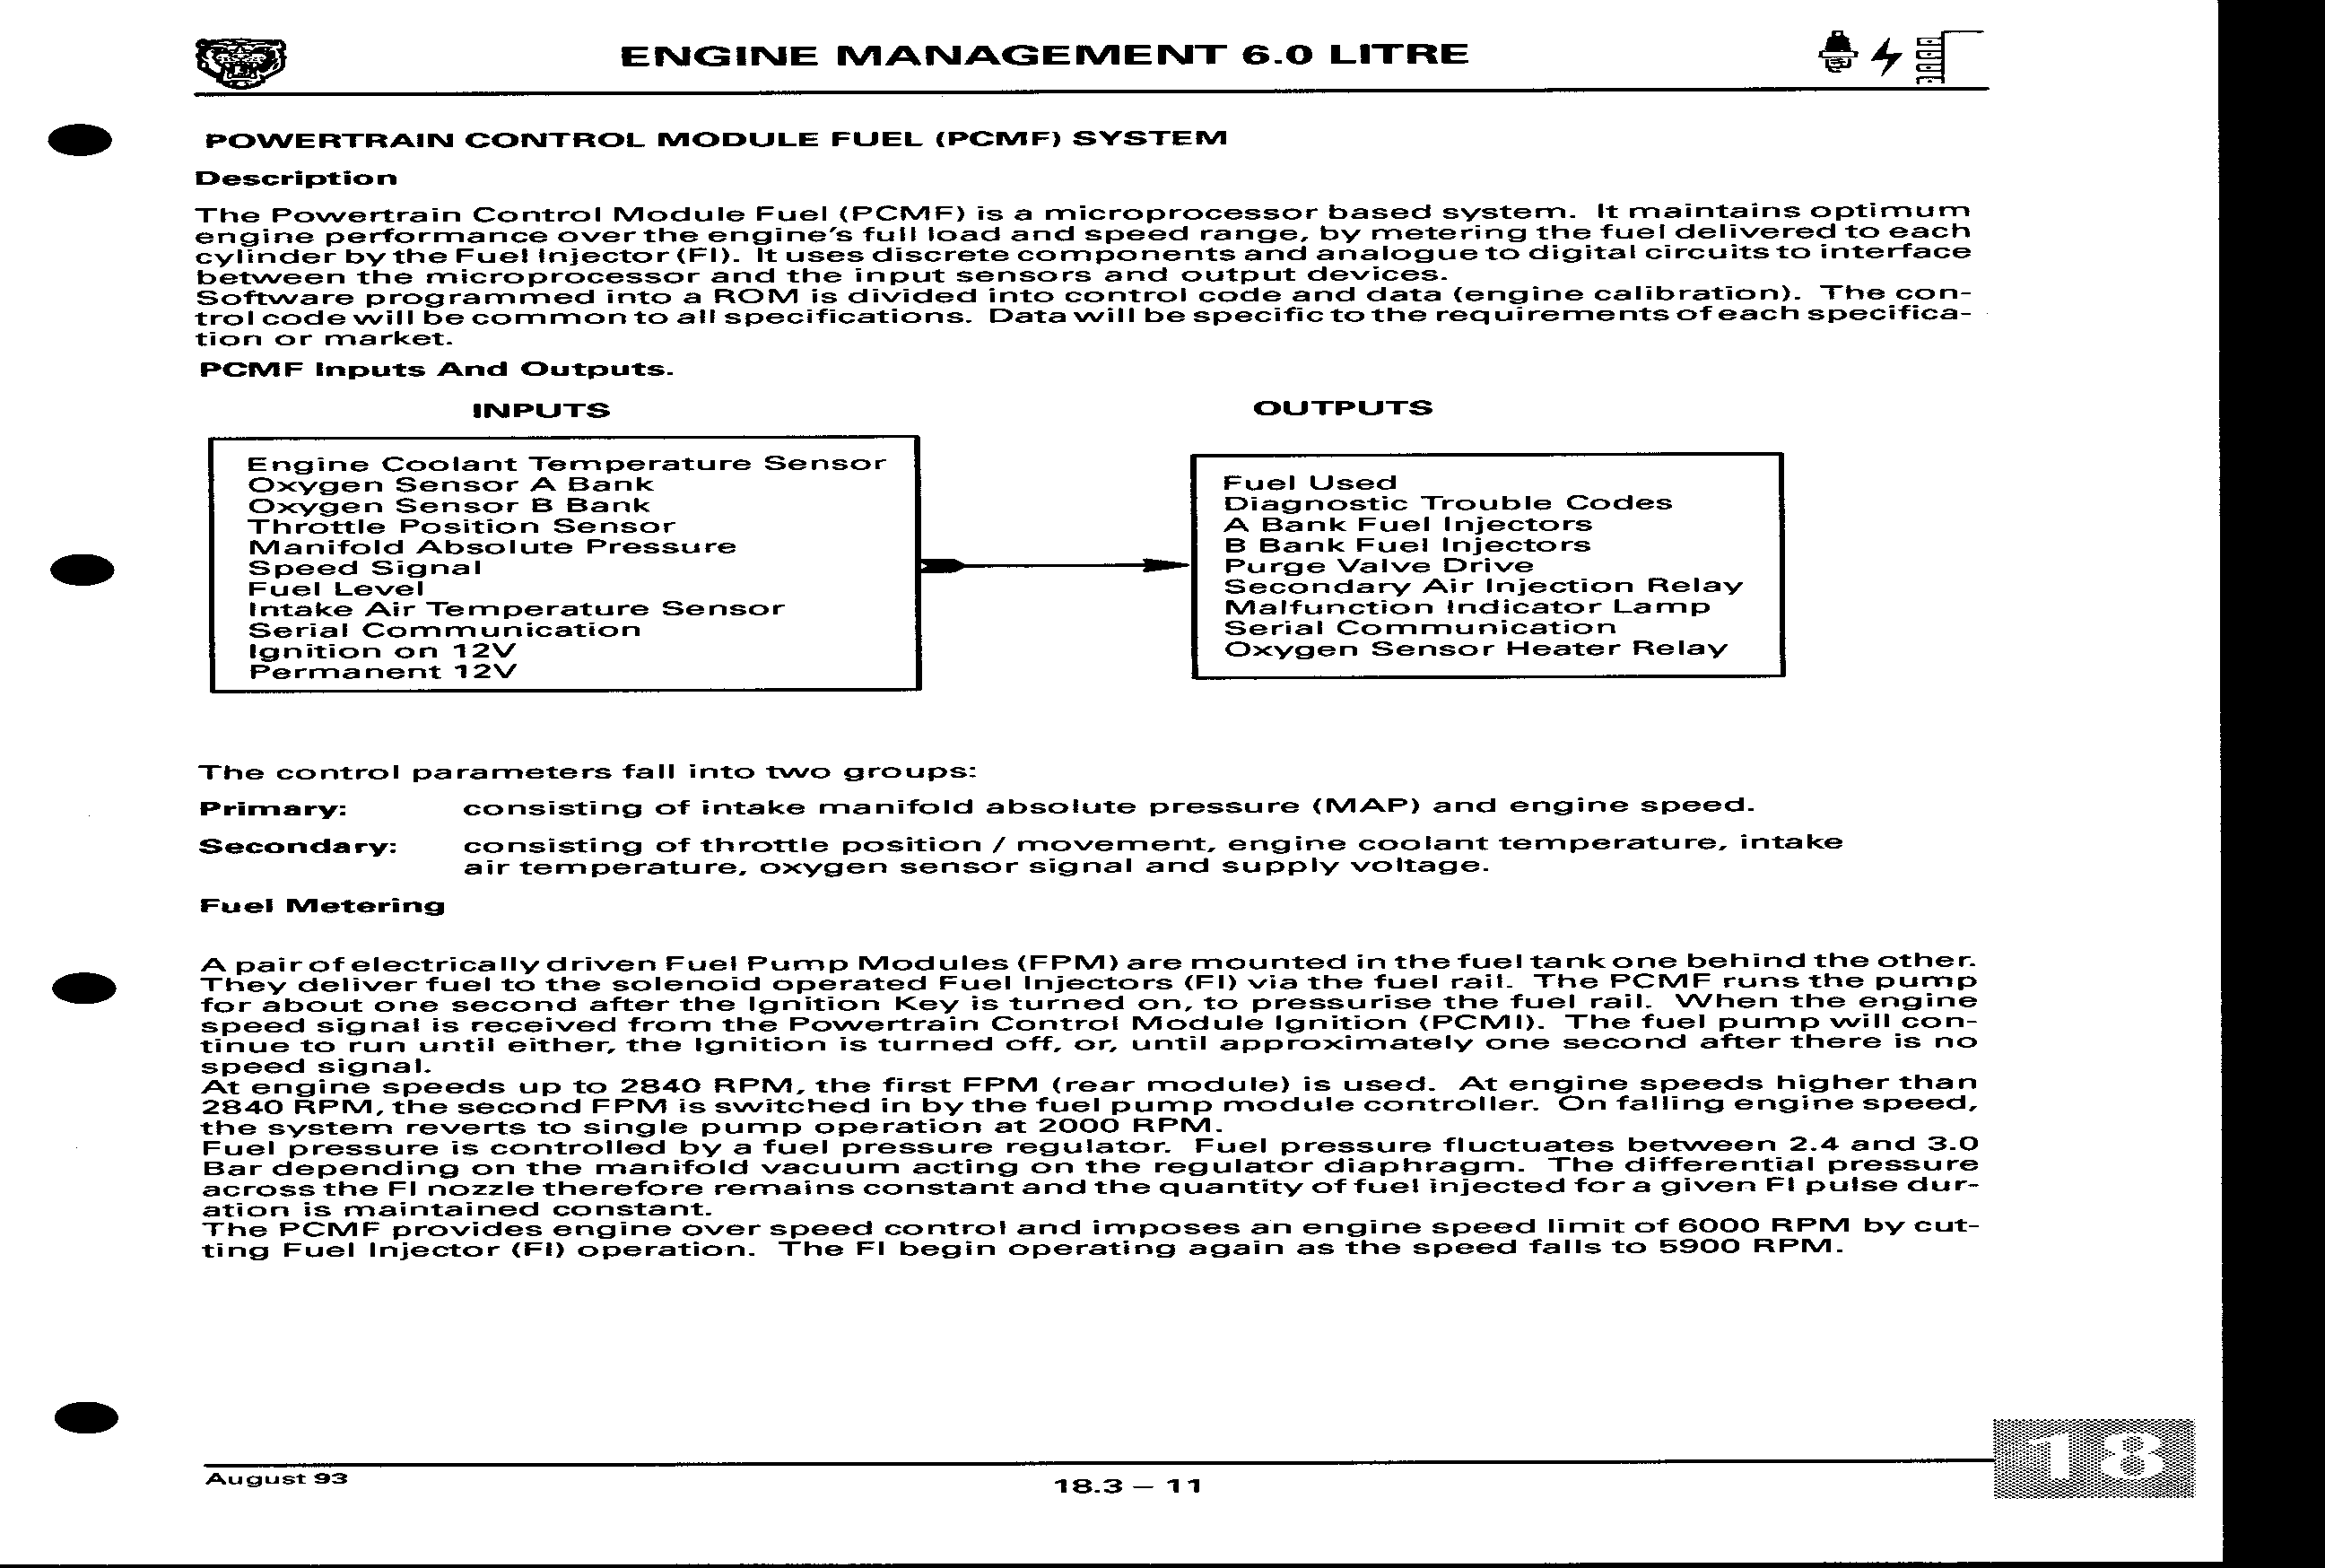 ENGINE MANAGEMENT 6.0 LITRE
POWERTRAIN CONTROL MODULE FUEL (PCMF) SYSTEM
Description
The Powertrain Control Module Fuel (PCMF) is a microprocessor based system. It maintains optimum
engine performance over the engine's full load and speed range, by metering the fuel delivered to each
cylinder by the Fuel Injector (FI). It uses discrete components and analogue to digital circuits to interface
between the microprocessor and the input sensors and output devices.
Software programmed into a ROM is divided into control code and data (engine calibration). The con-
trol code will be common to all specifications. Data will be specific to the requirements of each specifica-
tion or market.
PCMF Inputs And Outputs.
INPUTS
Engine Coolant Temperature Sensor
Oxygen Sensor A Bank
Oxygen Sensor B Bank
Throttle Position Sensor
Manifold Absolute Pressure
Speed Signal
Fuel Level
Intake Air Temperature Sensor
Serial Communication
Ignition on 12V
Permanent 12V
OUTPUTS
Fuel Used
Diagnostic Trouble Codes
A Bank Fuel Injectors
B Bank Fuel Injectors
Purge Valve Drive
Secondary Air Injection Relay
Malfunction Indicator Lamp
Serial Communication
Oxygen Sensor Heater Relay
The control parameters fall into two groups:
Primary: consisting of intake manifold absolute pressure (MAP) and engine speed.
Secondary: consisting of throttle position / movement, engine coolant temperature, intake
air temperature, oxygen sensor signal and supply voltage.
Fuel Metering
A pair of electrically driven Fuel Pump Modules (FPM) are mounted in the fuel tank one behind the other.
They deliver fuel to the solenoid operated Fuel Injectors (FI) via the fuel rail. The PCMF runs the pump
for about one second after the Ignition Key is turned on, to pressurise the fuel rail. When the engine
speed signal is received from the Powertrain Control Module Ignition (PCMI). The fuel pump will con-
tinue to run until either, the Ignition is turned off, or, until approximately one second after there is no
speed signal.
At engine speeds up to 2840 RPM, the first FPM (rear module) is used. At engine speeds higher than
2840 RPM, the second FPM is switched in by the fuel pump module controller. On falling engine speed,
the system reverts to single pump operation at 2000 RPM.
Fuel pressure is controlled by a fuel pressure regulator. Fuel pressure fluctuates between 2.4 and 3.0
Bar depending on the manifold vacuum acting on the regulator diaphragm. The differential pressure
across the FI nozzle therefore remains constant and the quantity of fuel injected for a given FI pulse dur-
ation is maintained constant.
The PCMF provides engine over speed control and imposes an engine speed limit of 6000 RPM by cut-
ting Fuel Injector (FI) operation. The FI begin operating again as the speed falls to 5900 RPM.
August 93
18.3 – 11
18